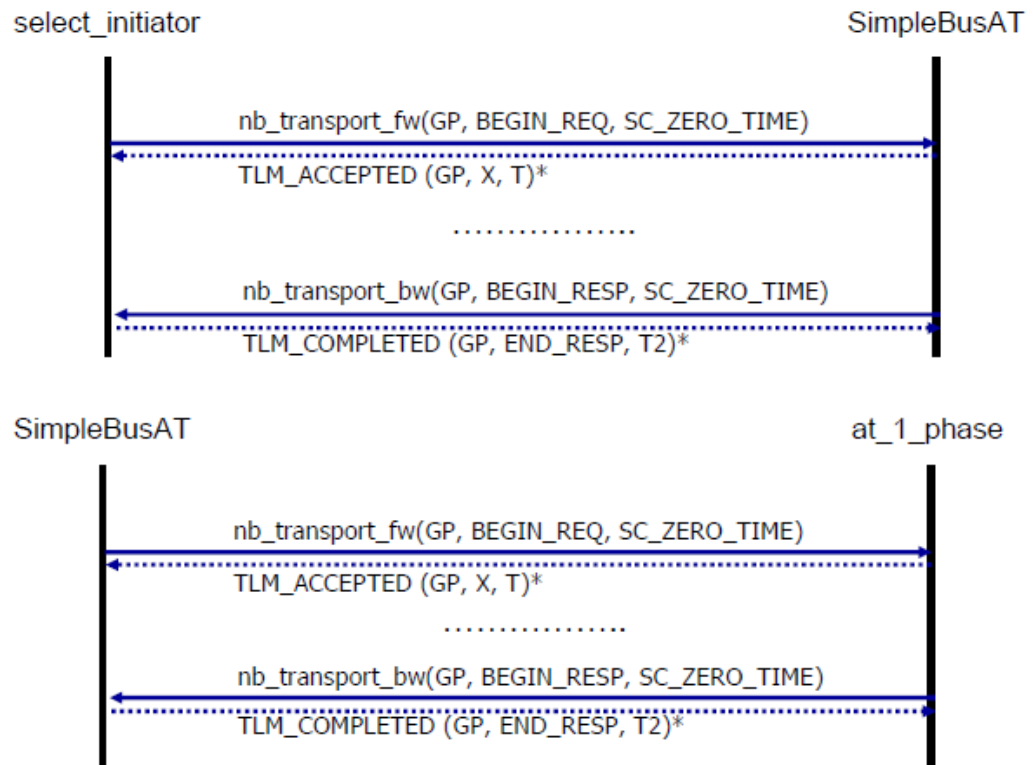 select_initiator SimpleBusAT
nb_transport_fw(GP, BEGIN_REQ, SC_ZERO_TIME)
TLM_ACCEPTED (GP, X, T)*
.................
nb_transport_bw(GP, BEGIN_RESP, SC_ZERO_TIME)
TLM_COMPLETED (GP, END_RESP, T2)*
SimpleBusAT at_1_phase
nb_transport_fw(GP, BEGIN_REQ, SC_ZERO_TIME)
TLM_ACCEPTED (GP, X, T)*
.................
nb_transport_bw(GP, BEGIN_RESP, SC_ZERO_TIME)
TLM_COMPLETED (GP, END_RESP, T2)*